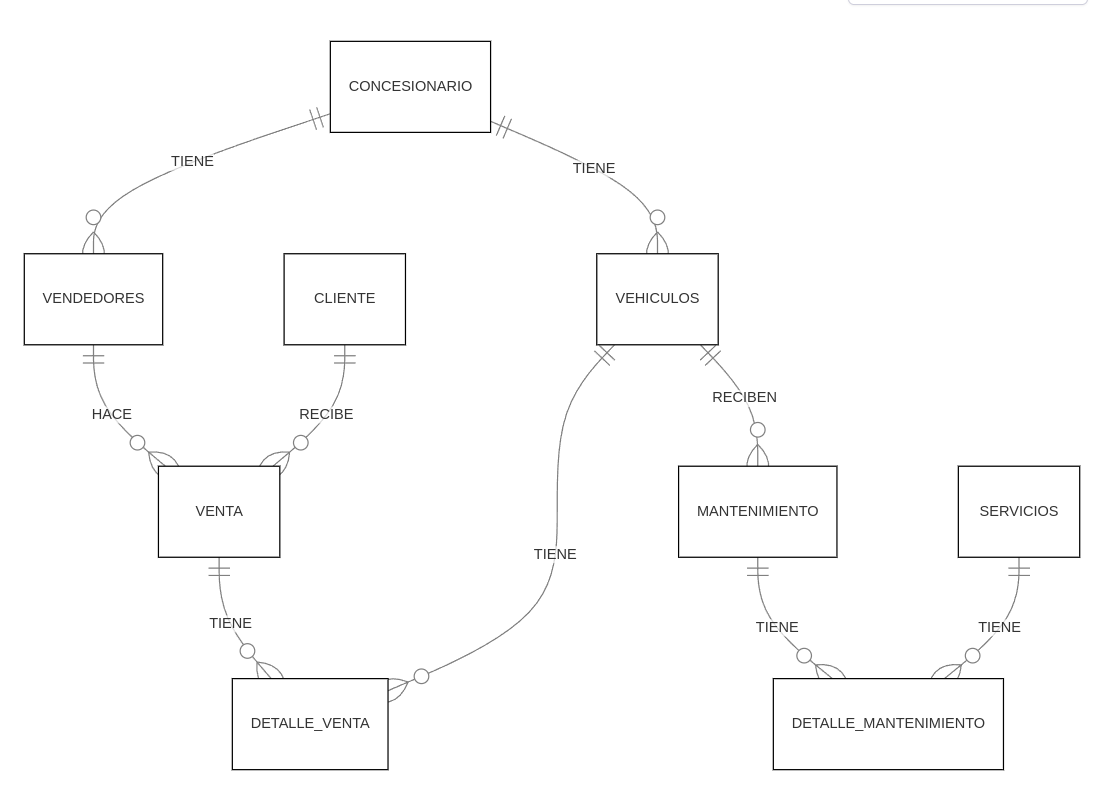 CONCESIONARIO
TIENE
TIENE
VENDEDORES
CLIENTE
VEHICULOS
RECIBEN
HACE
RECIBE
VENTA
MANTENIMIENTO
SERVICIOS
TIENE
TIENE
TIENE
TIENE
DETALLE_VENTA
DETALLE_MANTENIMIENTO